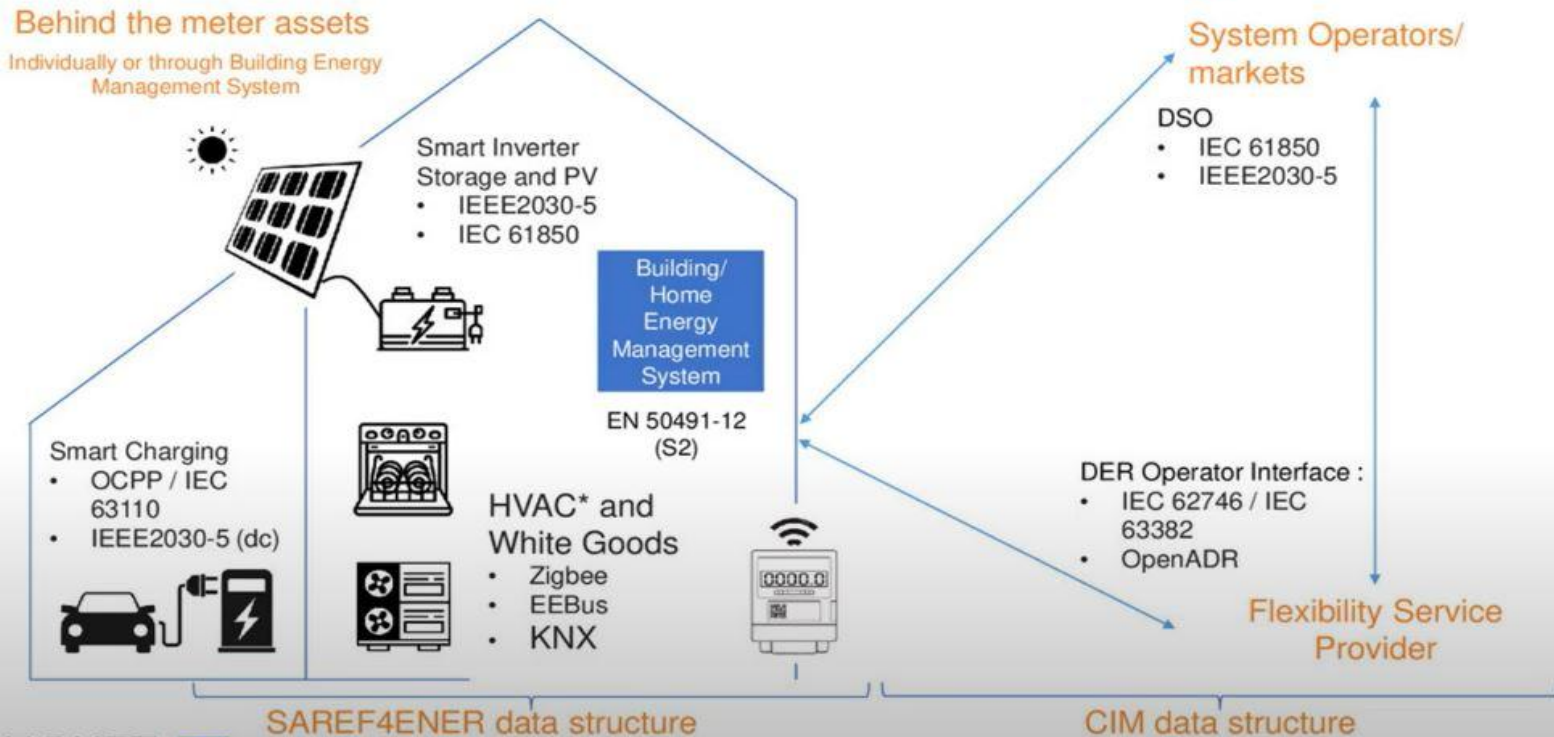 Behind the meter assets
Individually or through Building Energy
Management System
Smart Inverter
Storage and PV
• IEEE2030-5
• IEC 61850
Building/
Home
Energy
Management
System
EN 50491-12
(S2)
Smart Charging
• OCPP / IEC
63110
• IEEE2030-5 (dc)
HVAC* and
White Goods
• Zigbee
• EEBus
• KNX
0000.0
System Operators/
markets
DSO
• IEC 61850
• IEEE2030-5
DER Operator Interface :
• IEC 62746 / IEC
63382
• OpenADR
Flexibility Service
Provider
SAREF4ENER data structure
CIM data structure